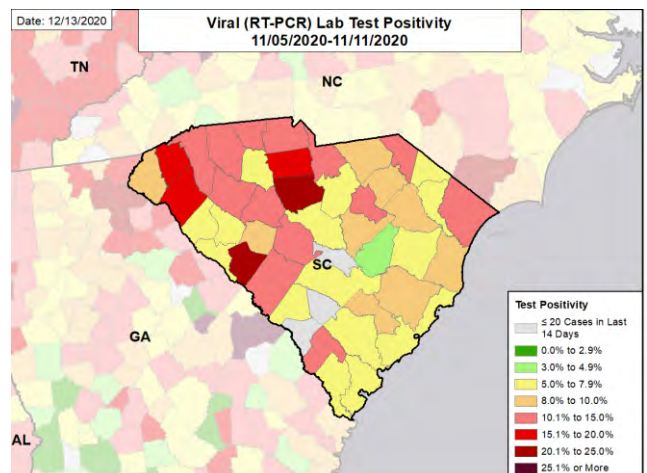 Date: 12/13/2020
Viral (RT-PCR) Lab Test Positivity
11/05/2020-11/11/2020
TN
NC
SC
GA
AL
Test Positivity
≤ 20 Cases in Last
14 Days
0.0% to 2.9%
3.0% to 4.9%
5.0% to 7.9%
8.0% to 10.0%
10.1% to 15.0%
15.1% to 20.0%
20.1% to 25.0%
25.1% or More